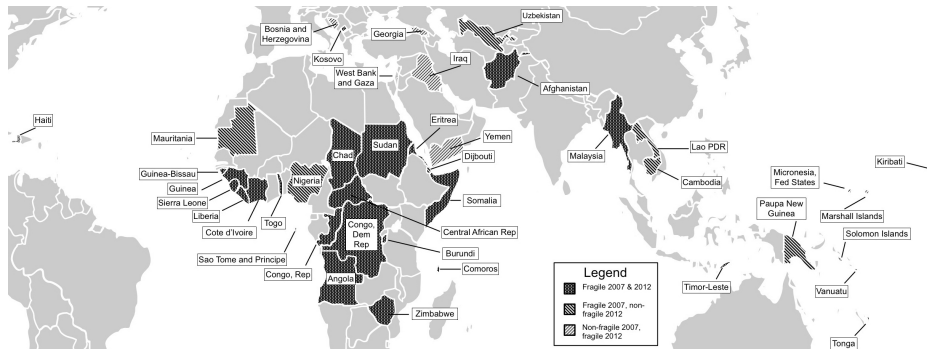 Uzbekistan
Bosnia and
Herzegovina
Georgia
Kosovo
Iraq
West Bank
and Gaza
Afghanistan
Haiti
Eritrea
Mauritania
Yemen
Chad
Sudan
Djibouti
Malaysia
Lao PDR
Kiribati
Guinea-Bissau
Nigeria
Cambodia
Micronesia,
Fed States
Guinea
Sierra Leone
Somalia
Paupa New
Guinea
Liberia
Togo
Marshall Islands
Cote d'Ivoire
Congo,
Dem
Rep
Central African Rep
Solomon Islands
Sao Tome and Principe
Burundi
Congo, Rep
Comoros
Angola
Timor-Leste
Vanuatu
Zimbabwe
Tonga
Legend
Fragile 2007 & 2012
Fragile 2007, non-
fragile 2012
Non-fragile 2007,
fragile 2012